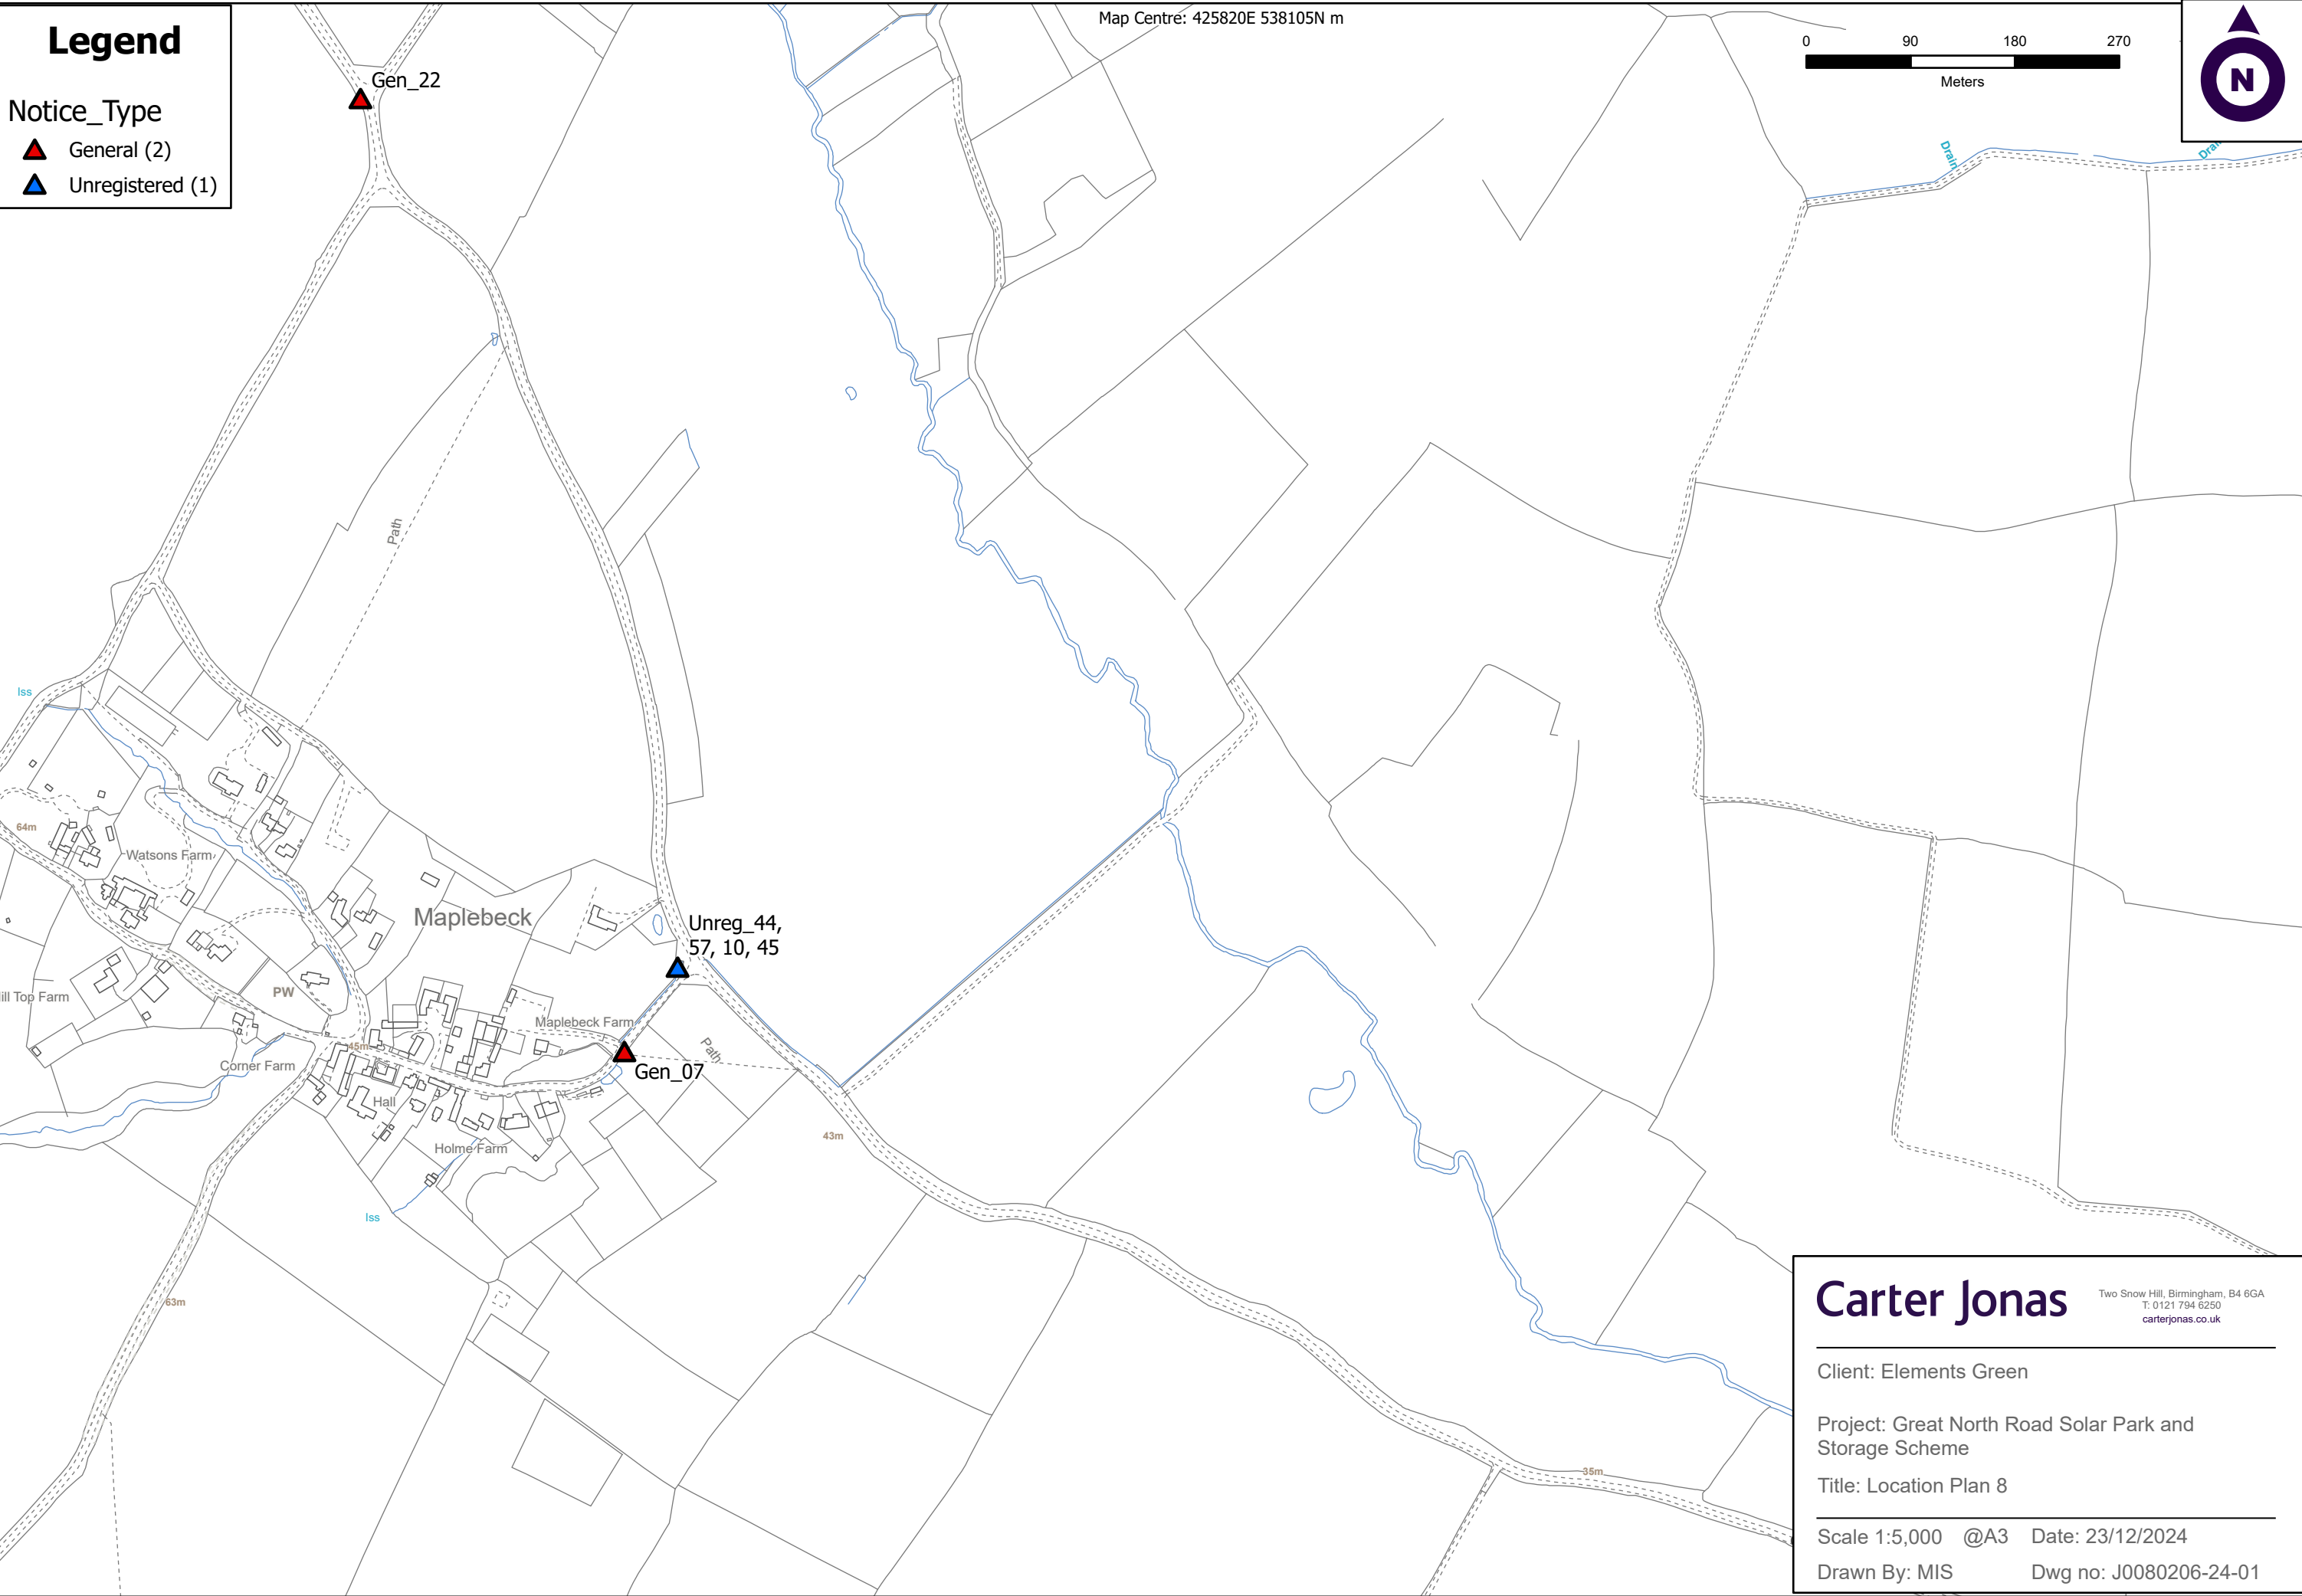 Map Centre: 425820E 538105N m
Legend
Notice_Type
General (2)
Unregistered (1)
0 90 180 270
Meters
N
Gen_22
Drain
Path
Iss
64m
Watsons Farm
Maplebeck
Unreg_44,
57, 10, 45
PW
Maplebeck Farm
Path
45m
Corner Farm
Gen_07
Hall
43m
Holme Farm
Iss
63m
35m
Carter Jonas
Two Snow Hill, Birmingham, B4 6GA
T: 0121 794 6250
carterjonas.co.uk
Client: Elements Green
Project: Great North Road Solar Park and
Storage Scheme
Title: Location Plan 8
Scale 1:5,000 @A3 Date: 23/12/2024
Drawn By: MIS Dwg no: J0080206-24-01